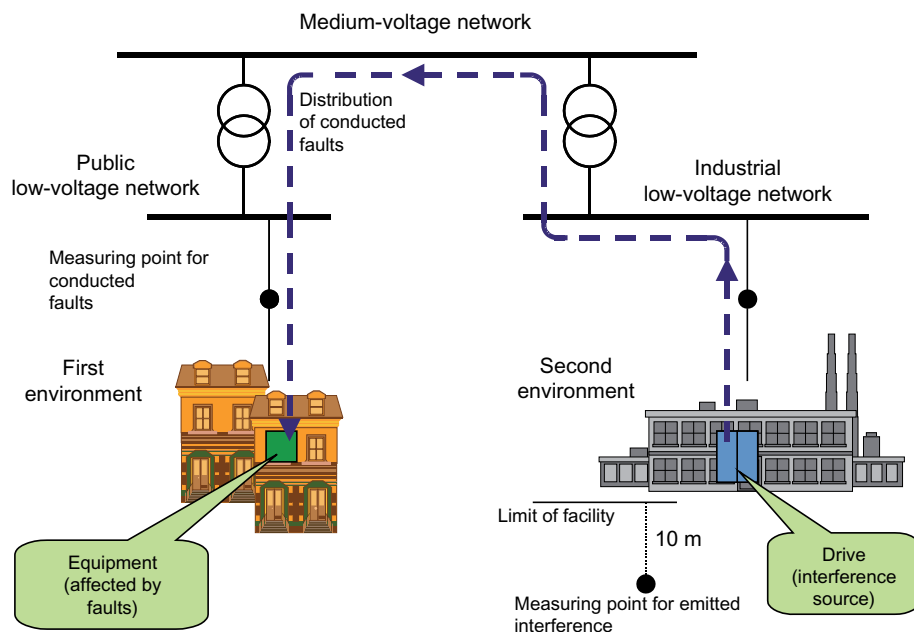 Medium-voltage network
Distribution
of conducted
faults
Public
low-voltage network
Industrial
low-voltage network
Measuring point for
conducted
faults
First
environment
Second
environment
Limit of facility
10 m
Equipment
(affected by
faults)
Drive
(interference
source)
Measuring point for emitted
interference